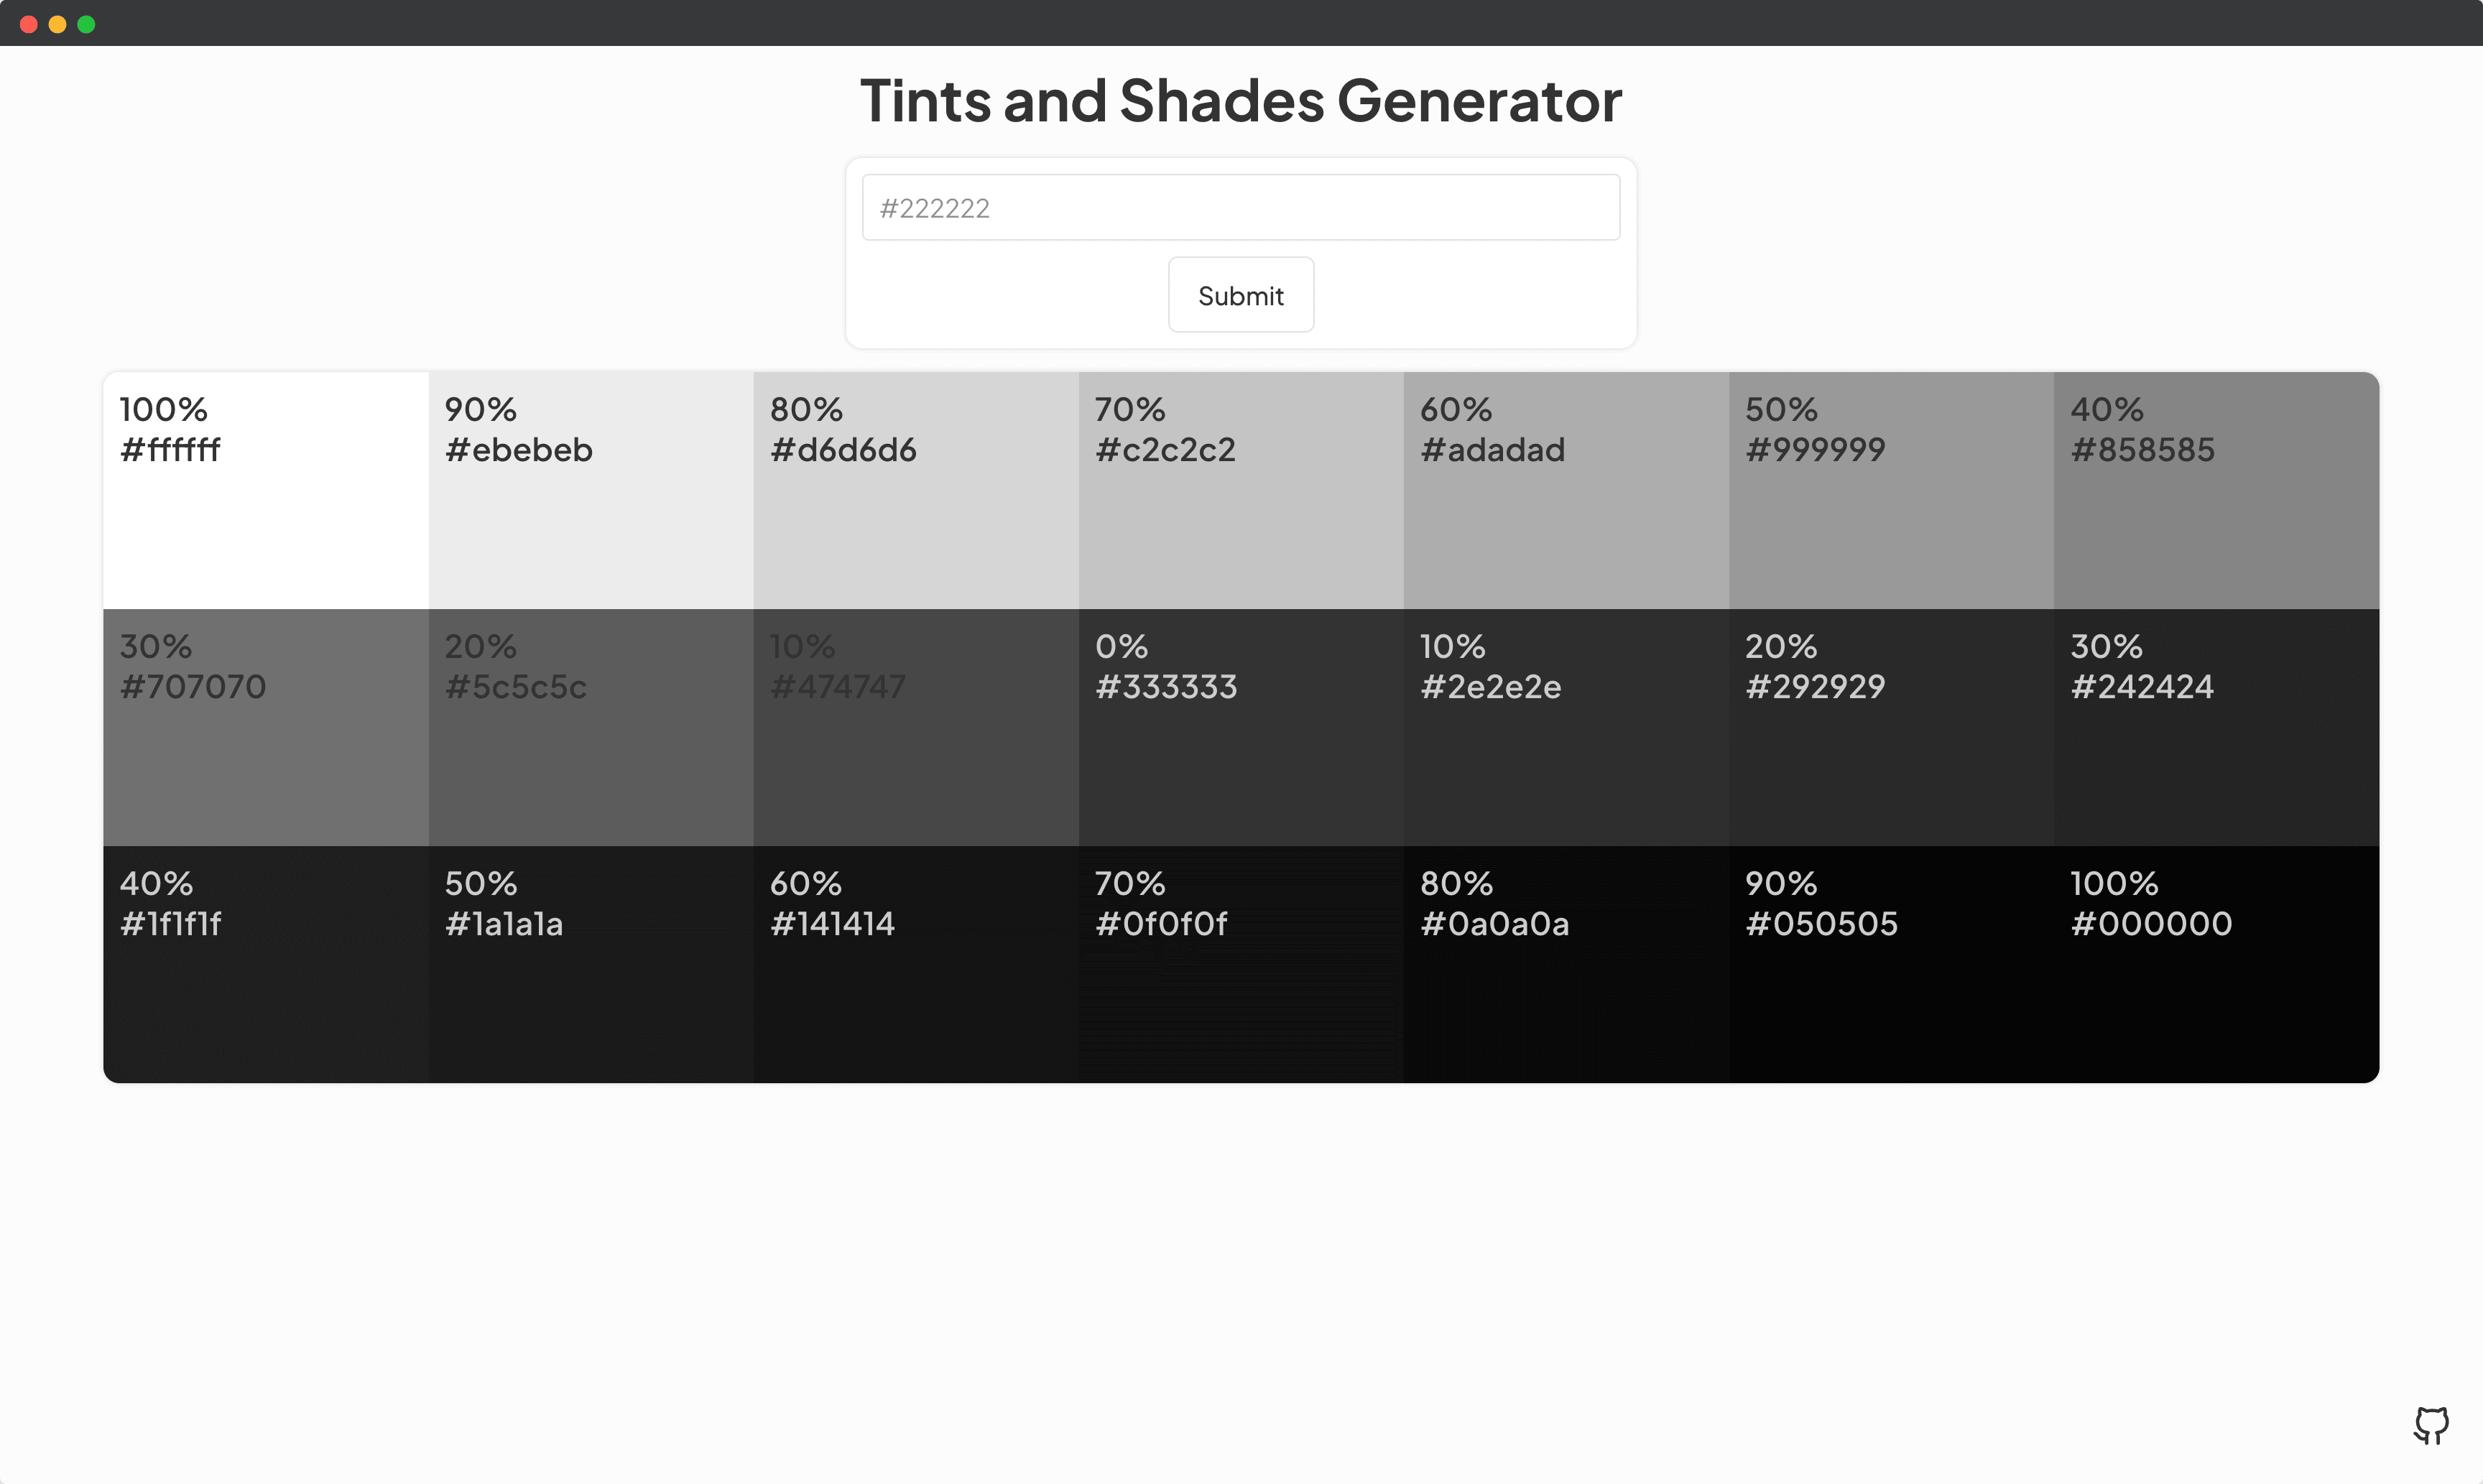 Tints and Shades Generator
#222222
Submit
100%
#ffffff
90%
#ebebeb
80%
#d6d6d6
70%
#c2c2c2
60%
#adadad
50%
#999999
40%
#858585
30%
#707070
20%
#5c5c5c
10%
#474747
0%
#333333
10%
#2e2e2e
20%
#292929
30%
#242424
40%
#1f1f1f
50%
#1a1a1a
60%
#141414
70%
#0f0f0f
80%
#0a0a0a
90%
#050505
100%
#000000